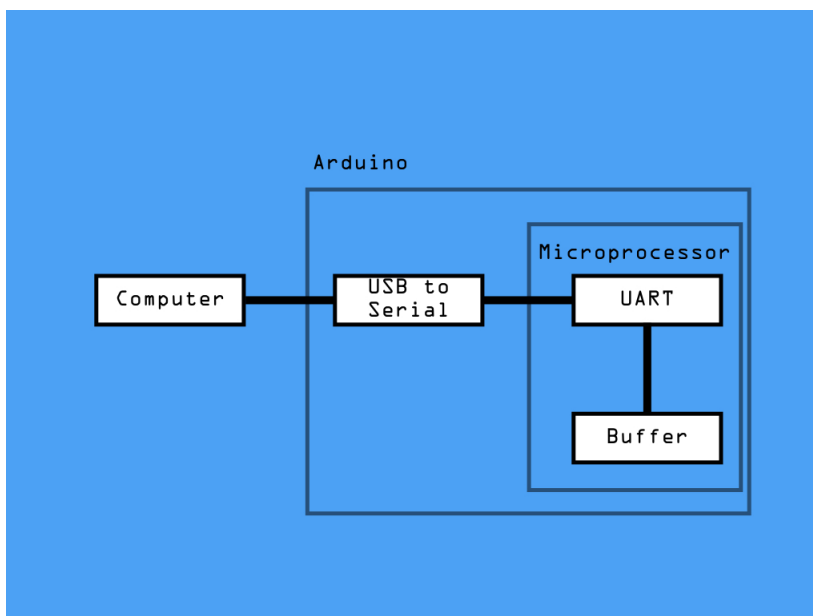 Arduino
Microprocessor
Computer
USB to
Serial
UART
Buffer